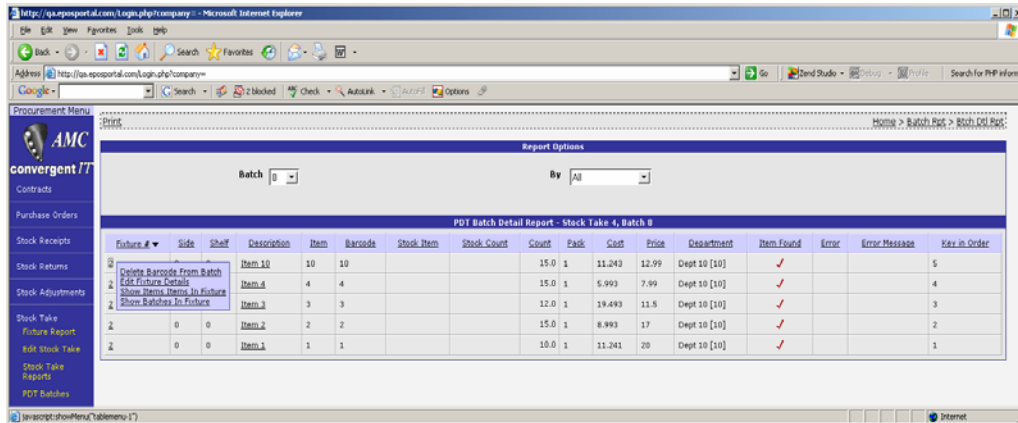 http://qa.eposportal.com/Login.php?company= - Microsoft Internet Explorer
File Edit View Favorites Tools Help
Back Search Favorites
Address http://qa.eposportal.com/Login.php?company= Go Zend Studio Debug Profile Search for PHP inform
Google Search 2 blocked Check AutoLink AutoFill Options
Procurement Menu
AMC
convergent IT
Contracts
Purchase Orders
Stock Receipts
Stock Returns
Stock Adjustments
Stock Take
Fixture Report
Edit Stock Take
Stock Take
Reports
PDT Batches
Print Home > Batch Rpt > Btch Dtl Rpt
Report Options
Batch 0 By All
PDT Batch Detail Report - Stock Take 4, Batch 0
Fixture # Side Shelf Description Item Barcode Stock Item Stock Count Count Pack Cost Price Department Item Found Error Error Message Key in Order
2 Item 10 10 10 15.0 1 11.243 12.99 Dept 10 [10] 5
2 Item 4 4 4 15.0 1 5.993 7.99 Dept 10 [10] 4
2 Item 3 3 3 12.0 1 19.493 11.5 Dept 10 [10] 3
2 0 0 Item 2 2 2 15.0 1 8.993 17 Dept 10 [10] 2
2 0 0 Item 1 1 1 10.0 1 11.241 20 Dept 10 [10] 1
Delete Barcode From Batch
Edit Fixture Details
Show Items Items In Fixture
Show Batches In Fixture
javascript:showMenu("tablemenu-1") Internet